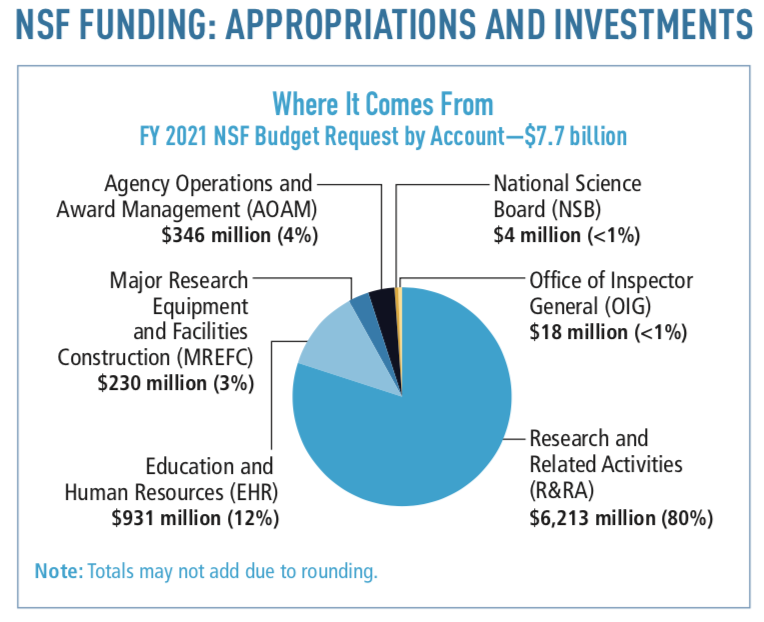 NSF FUNDING: APPROPRIATIONS AND INVESTMENTS
Where It Comes From
FY 2021 NSF Budget Request by Account—$7.7 billion
Agency Operations and
Award Management (AOAM)
$346 million (4%)
National Science
Board (NSB)
$4 million (<1%)
Major Research
Equipment
and Facilities
Construction (MREFC)
$230 million (3%)
Office of Inspector
General (OIG)
$18 million (<1%)
Education and
Human Resources (EHR)
$931 million (12%)
Research and
Related Activities
(R&RA)
$6,213 million (80%)
Note: Totals may not add due to rounding.